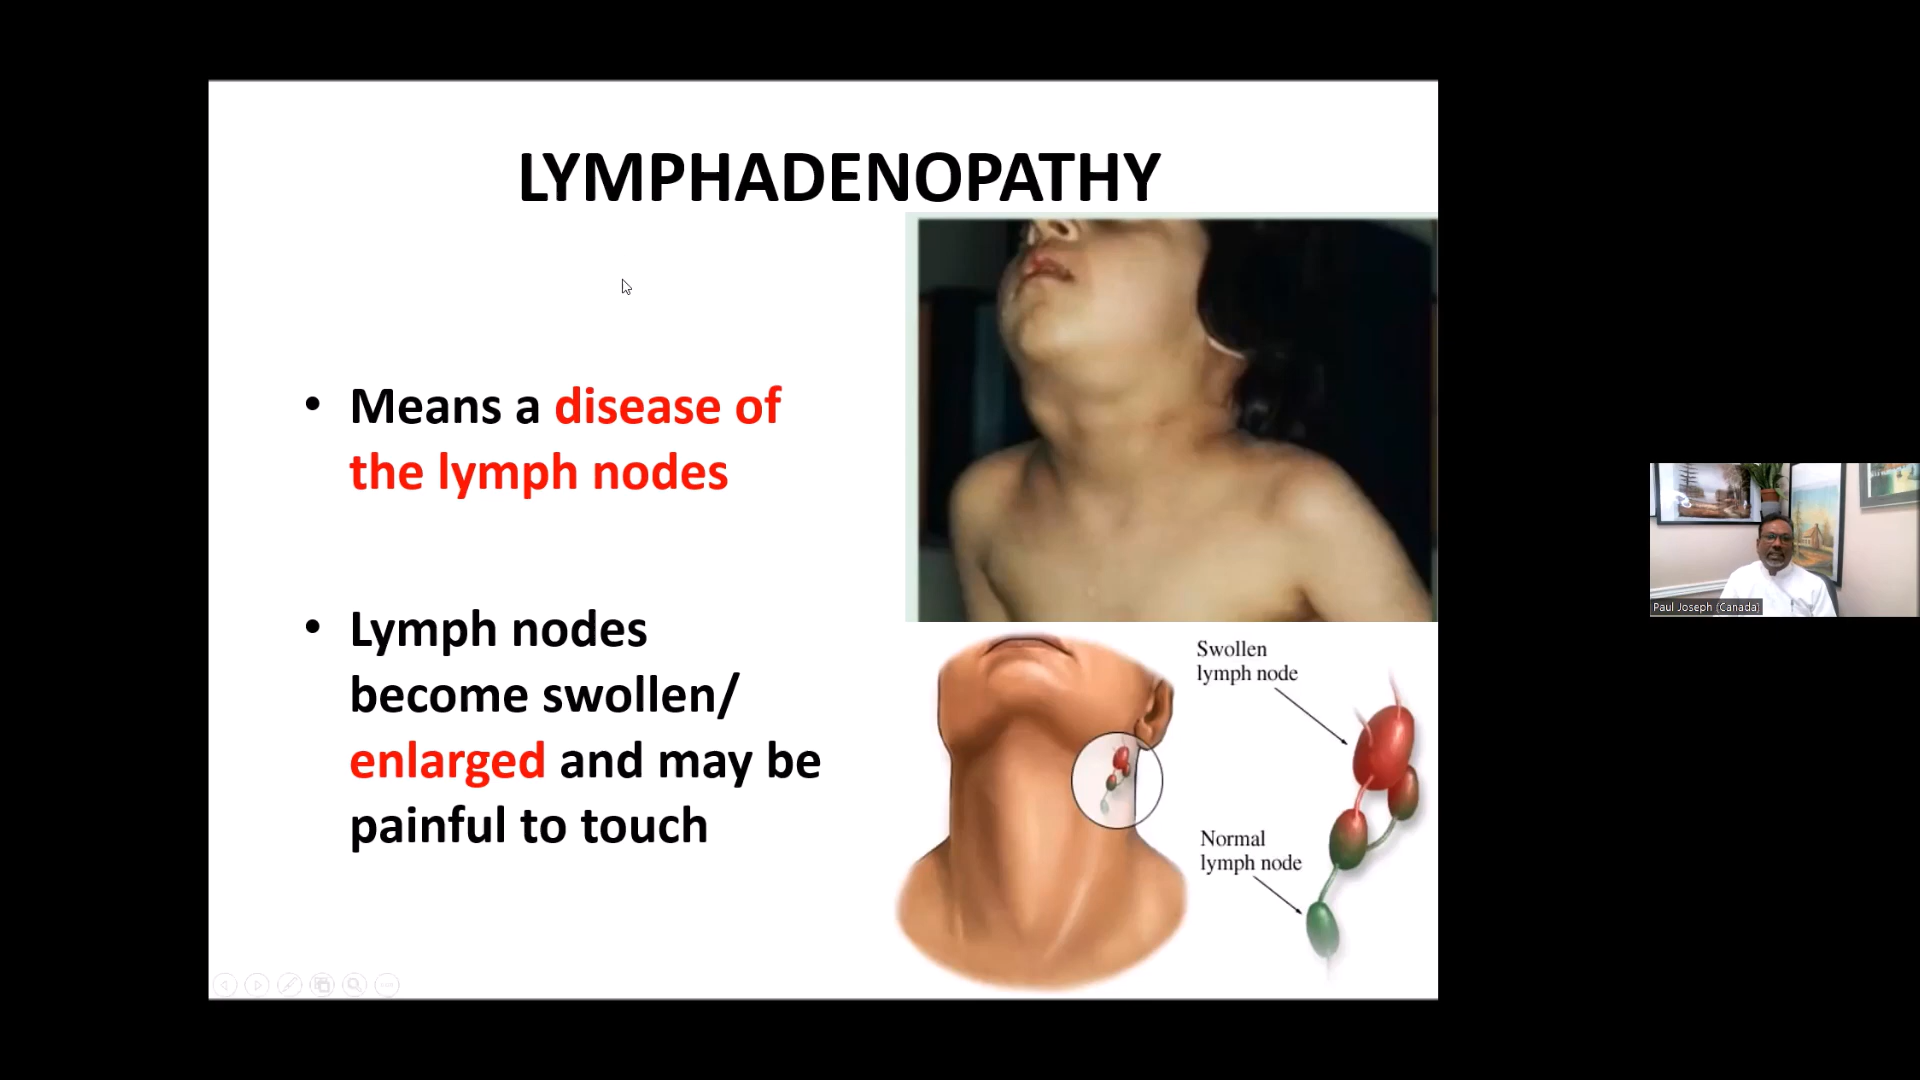 LYMPHADENOPATHY
• Means a disease of
the lymph nodes
• Lymph nodes
become swollen/
enlarged and may be
painful to touch
Swollen
lymph node
Normal
lymph node
Paul Joseph (Canada)